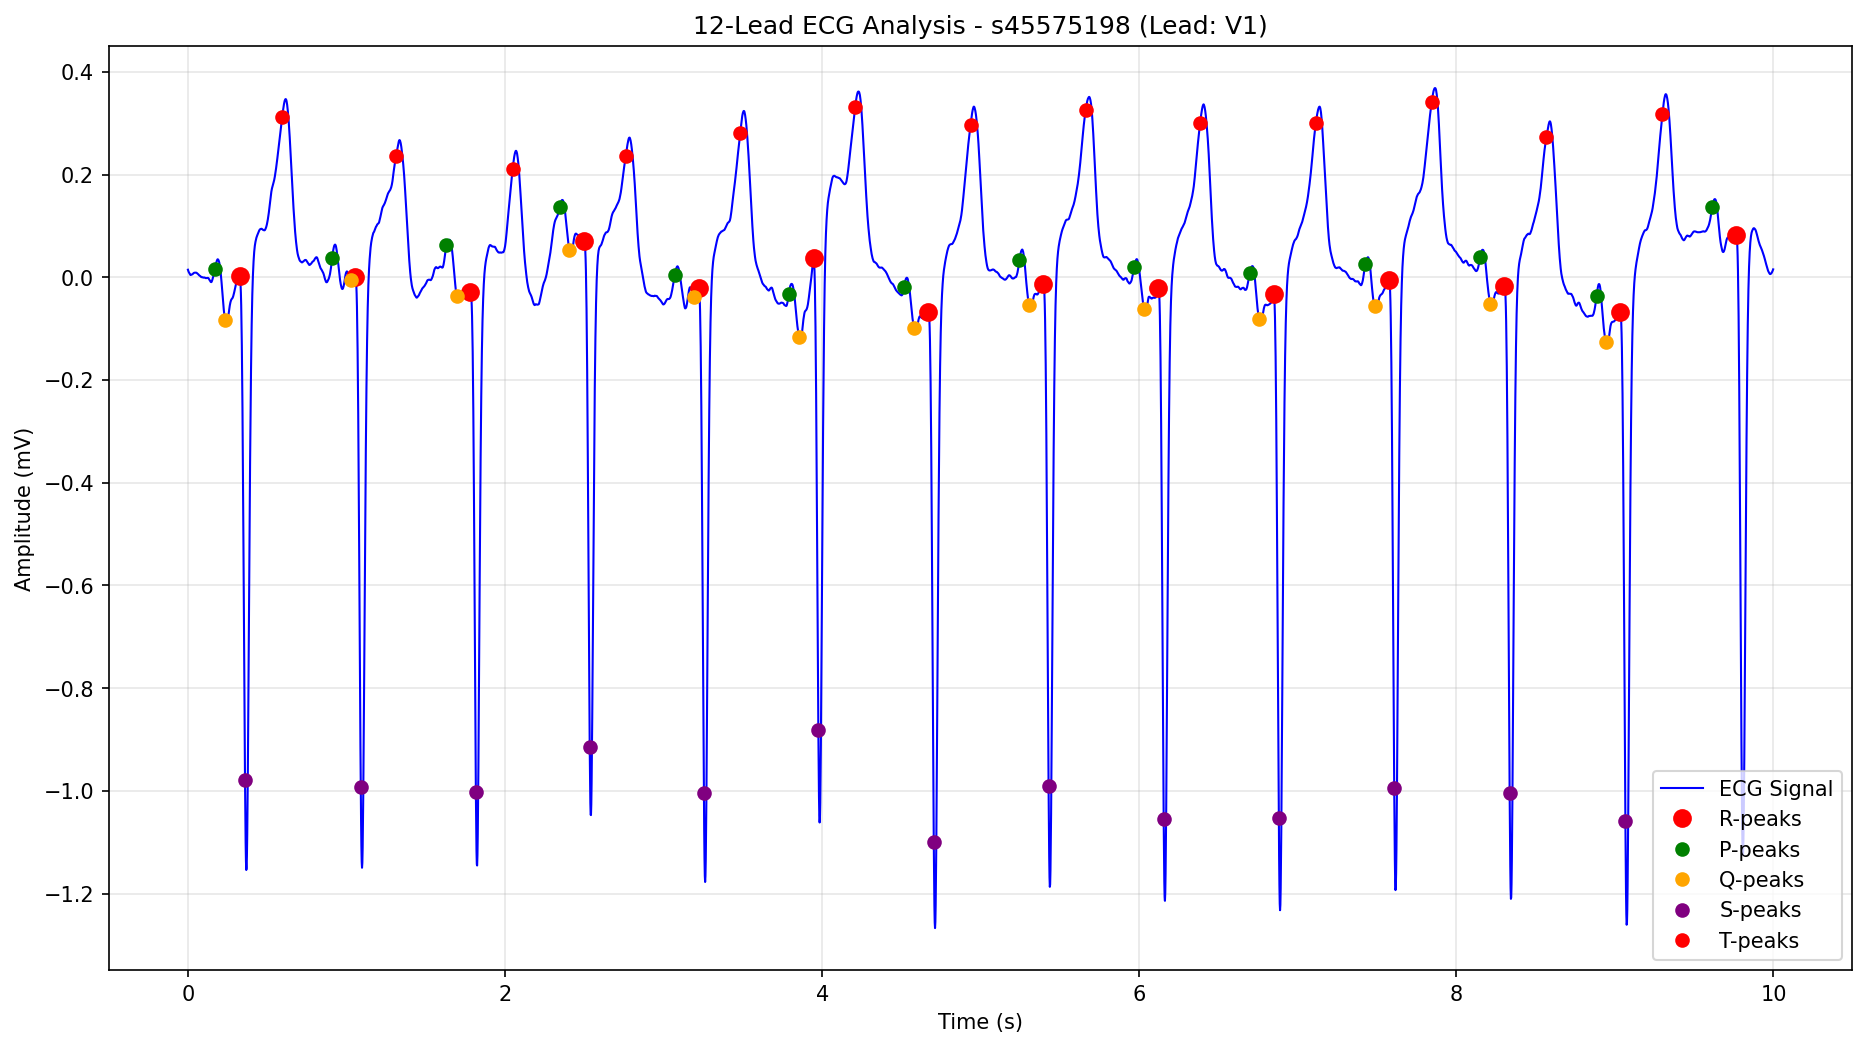 12-Lead ECG Analysis - s45575198 (Lead: V1)
Amplitude (mV)
0.4
0.2
0.0
−0.2
−0.4
−0.6
−0.8
−1.0
−1.2
0 2 4 6 8 10
Time (s)
ECG Signal
R-peaks
P-peaks
Q-peaks
S-peaks
T-peaks